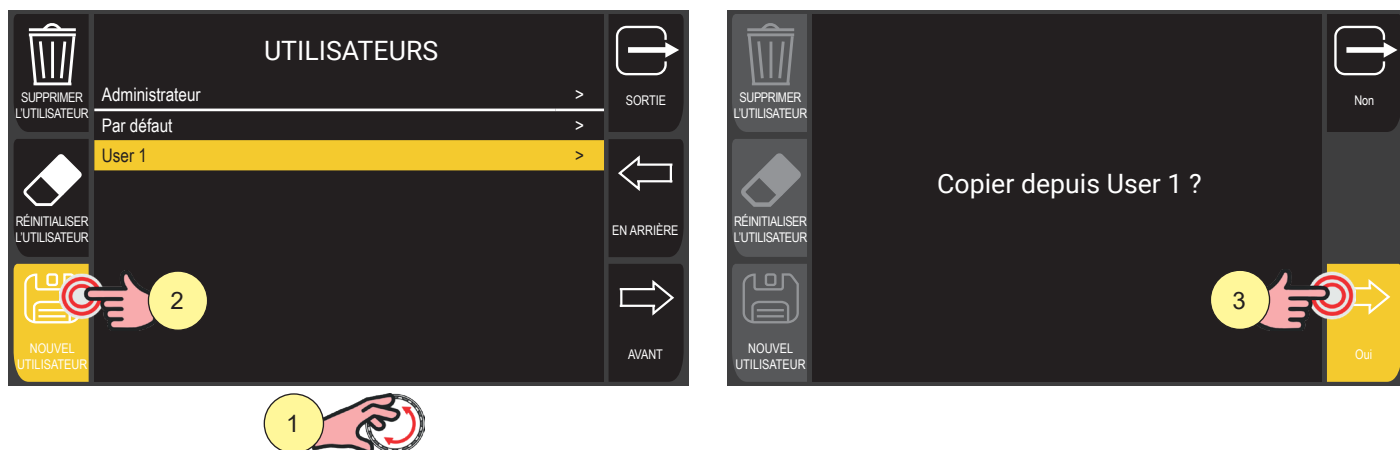 UTILISATEURS
SUPPRIMER
L'UTILISATEUR
Administrateur >
SORTIE
Par défaut >
User 1 >
RÉINITIALISER
L'UTILISATEUR
EN ARRIÈRE
2
NOUVEL
UTILISATEUR
AVANT
1
SUPPRIMER
L'UTILISATEUR
Non
Copier depuis User 1 ?
RÉINITIALISER
L'UTILISATEUR
3
NOUVEL
UTILISATEUR
Oui